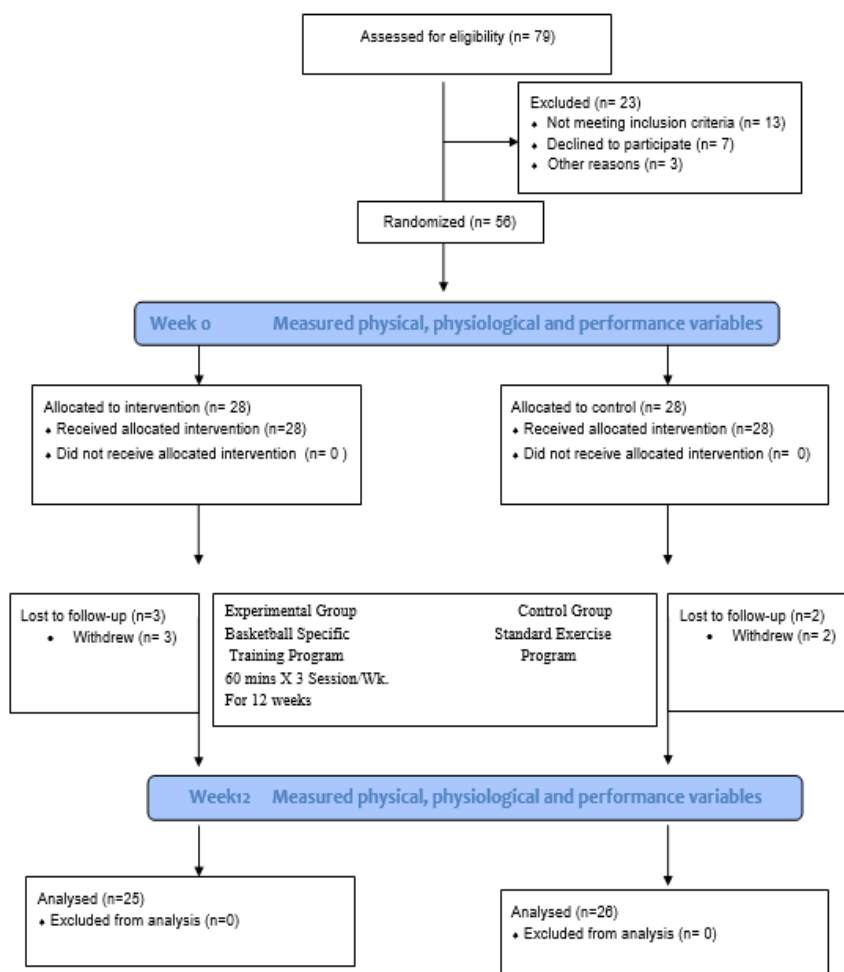 Assessed for eligibility (n= 79)
Excluded (n= 23)
⬧ Not meeting inclusion criteria (n= 13)
⬧ Declined to participate (n= 7)
⬧ Other reasons (n= 3)
Randomized (n= 56)
Week 0 Measured physical, physiological and performance variables
Allocated to intervention (n= 28)
⬧ Received allocated intervention (n=28)
⬧ Did not receive allocated intervention (n= 0 )
Allocated to control (n= 28)
⬧ Received allocated intervention (n=28)
⬧ Did not receive allocated intervention (n= 0)
Lost to follow-up (n=3)
• Withdrew (n= 3)
Experimental Group Control Group
Basketball Specific Standard Exercise
Training Program Program
60 mins X 3 Session/Wk.
For 12 weeks
Lost to follow-up (n=2)
• Withdrew (n= 2)
Week12 Measured physical, physiological and performance variables
Analysed (n=25)
⬧ Excluded from analysis (n=0)
Analysed (n=26)
⬧ Excluded from analysis (n= 0)